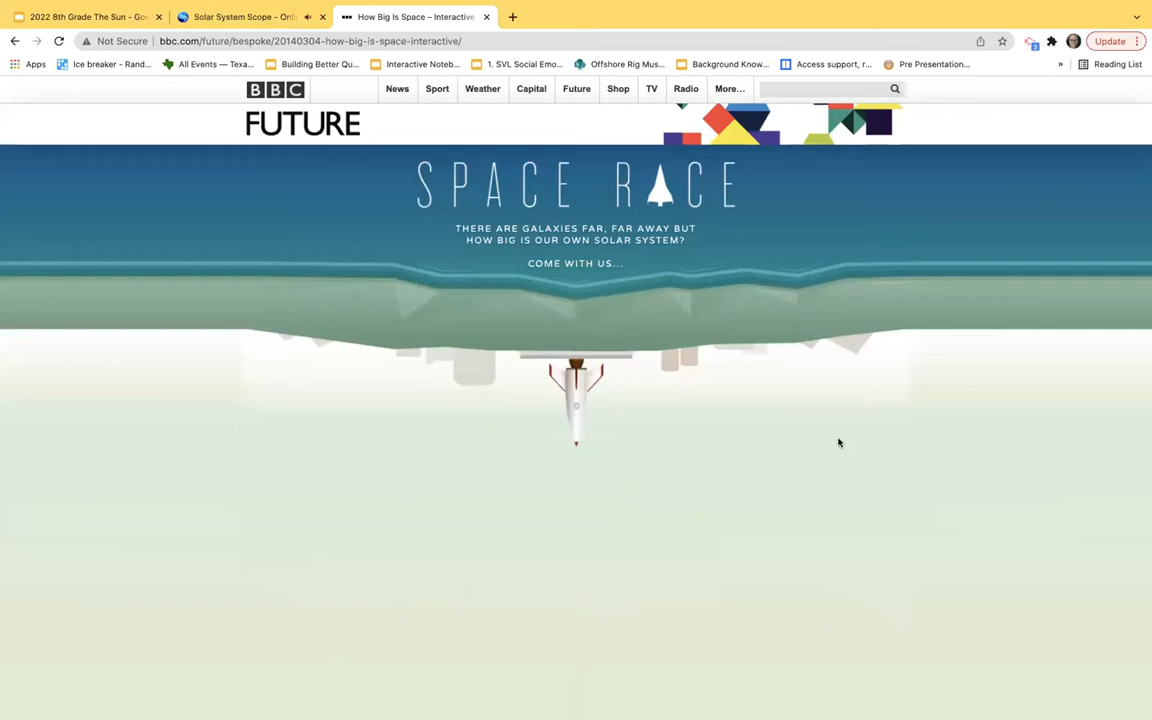 2022 8th Grade The Sun - Goo
Solar System Scope - Onli
How Big Is Space – Interactive
Not Secure
bbc.com/future/bespoke/20140304-how-big-is-space-interactive/
Update
Apps
Ice breaker - Rand...
All Events — Texa...
Building Better Qu...
Interactive Noteb...
1. SVL Social Emo...
Offshore Rig Mus...
Background Know...
Access support, r...
Pre Presentation...
»
Reading List
BBC
News
Sport
Weather
Capital
Future
Shop
TV
Radio
More...
FUTURE
SPACE RACE
THERE ARE GALAXIES FAR, FAR AWAY BUT
HOW BIG IS OUR OWN SOLAR SYSTEM?
COME WITH US...